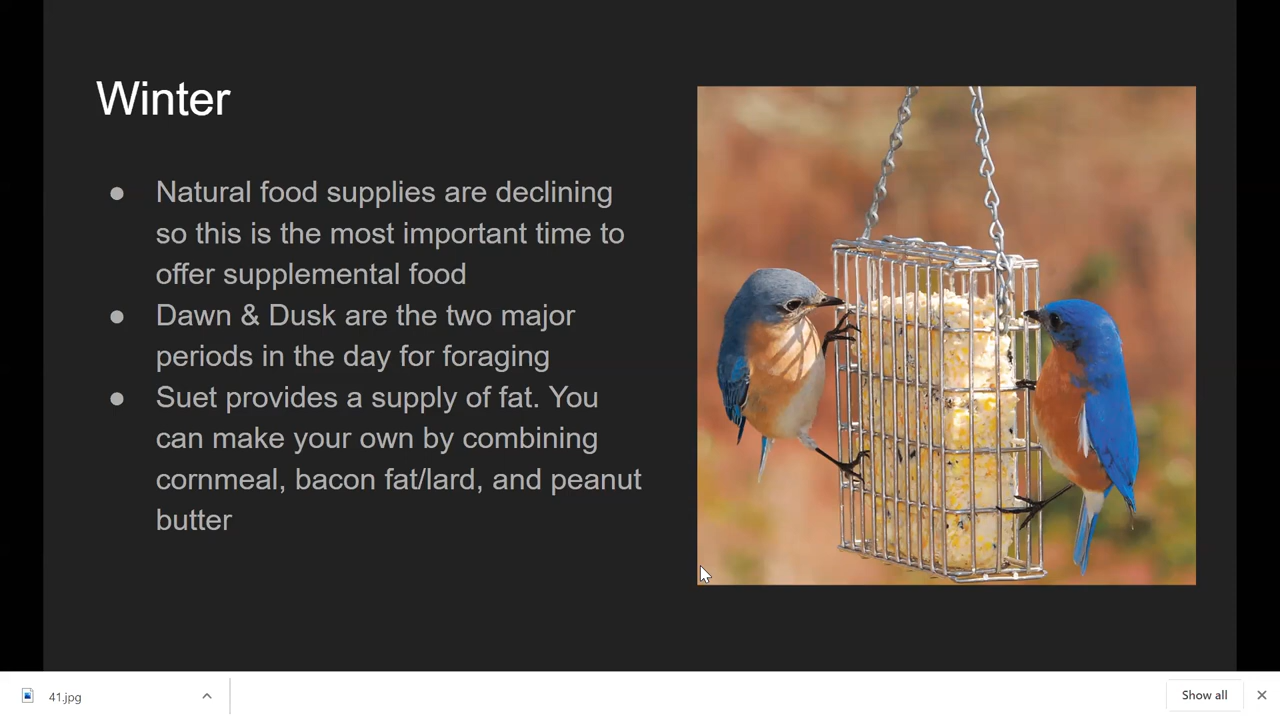 Winter
● Natural food supplies are declining
so this is the most important time to
offer supplemental food
● Dawn & Dusk are the two major
periods in the day for foraging
● Suet provides a supply of fat. You
can make your own by combining
cornmeal, bacon fat/lard, and peanut
butter
41.jpg
Show all